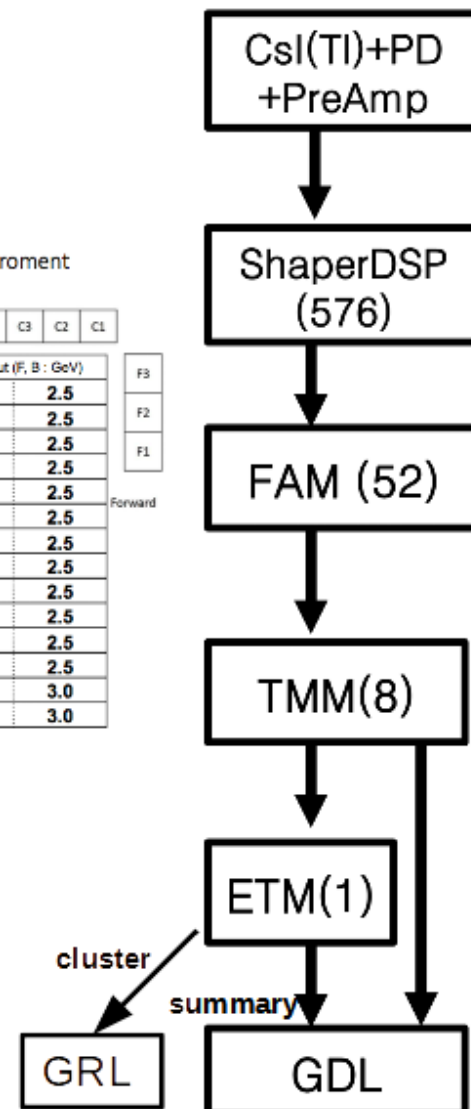 CsI(Tl)+PD
+PreAmp
ShaperDSP
(576)
FAM (52)
TMM(8)
ETM(1)
cluster
summary
GRL
GDL
roment
C3 C2 C1
ut (F, B : GeV)
2.5
2.5
2.5
2.5
2.5
2.5
2.5
2.5
2.5
2.5
2.5
2.5
3.0
3.0
F3
F2
F1
Forward